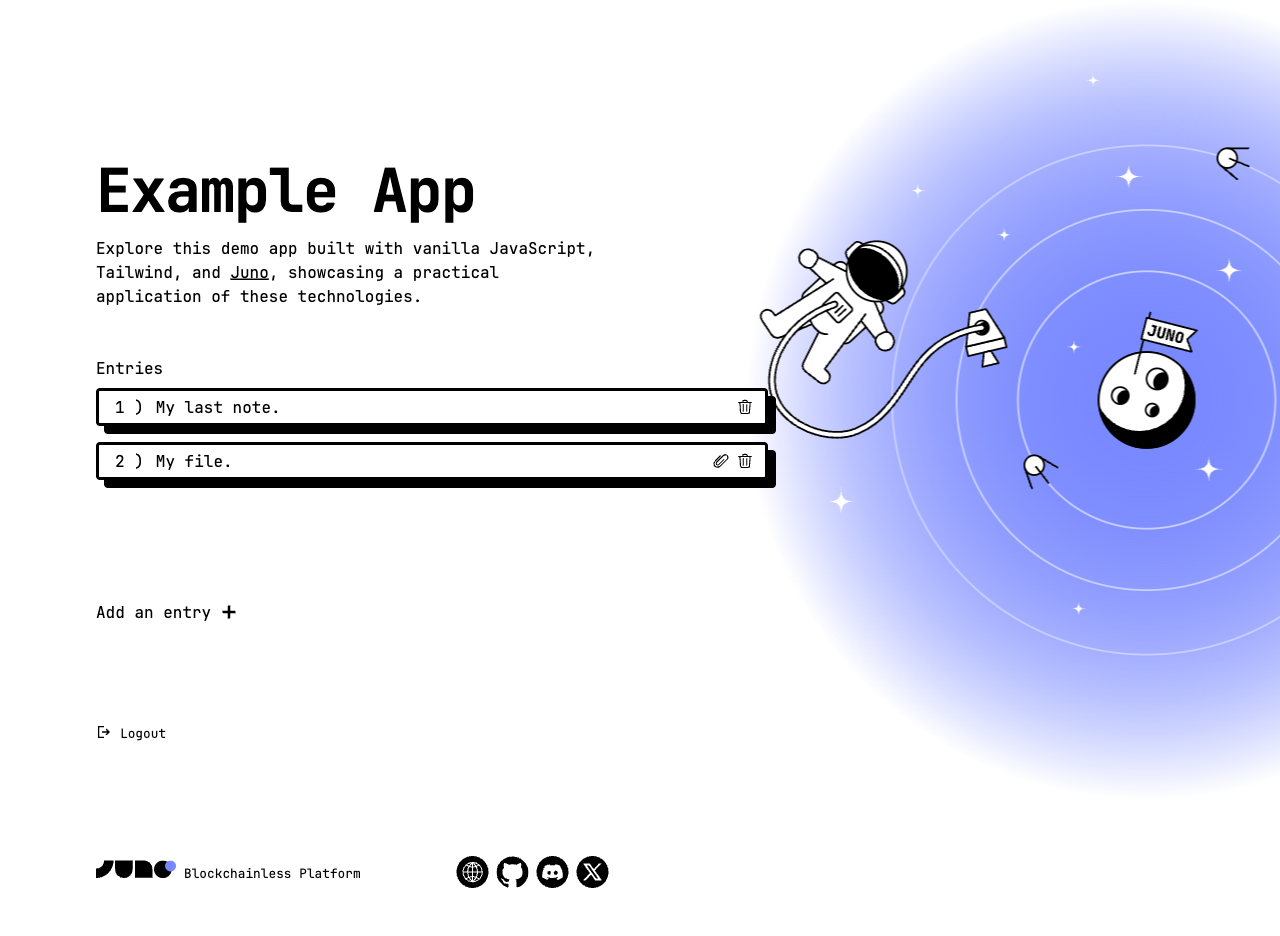 Example App
Explore this demo app built with vanilla JavaScript,
Tailwind, and Juno, showcasing a practical
application of these technologies.
JUNO
Entries
1 ) My last note.
2 ) My file.
Add an entry
Logout
JUNO Blockchainless Platform